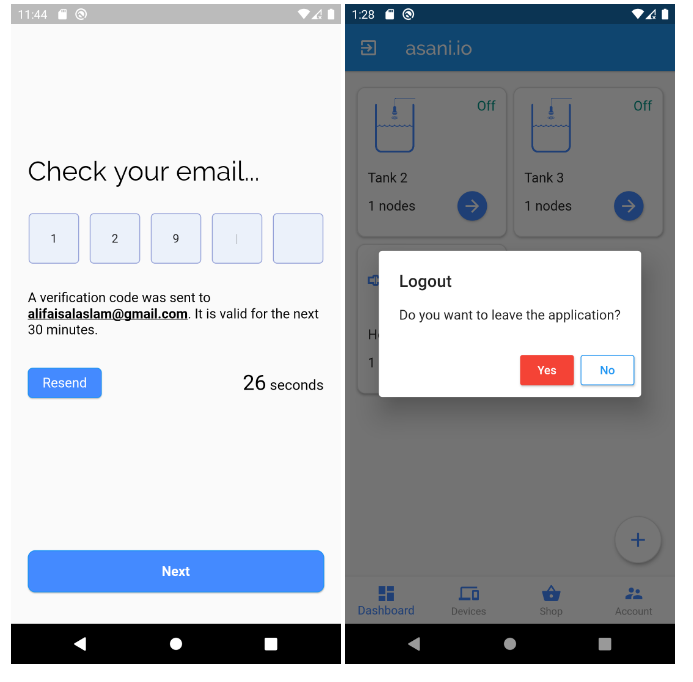 11:44
Check your email...
1 2 9
A verification code was sent to
alifaisalaslam@gmail.com. It is valid for the next
30 minutes.
Resend
26 seconds
Next
1:28
asani.io
Off
Off
Tank 2
Tank 3
1 nodes
1 nodes
H
1
Logout
Do you want to leave the application?
Yes
No
Dashboard
Devices
Shop
Account